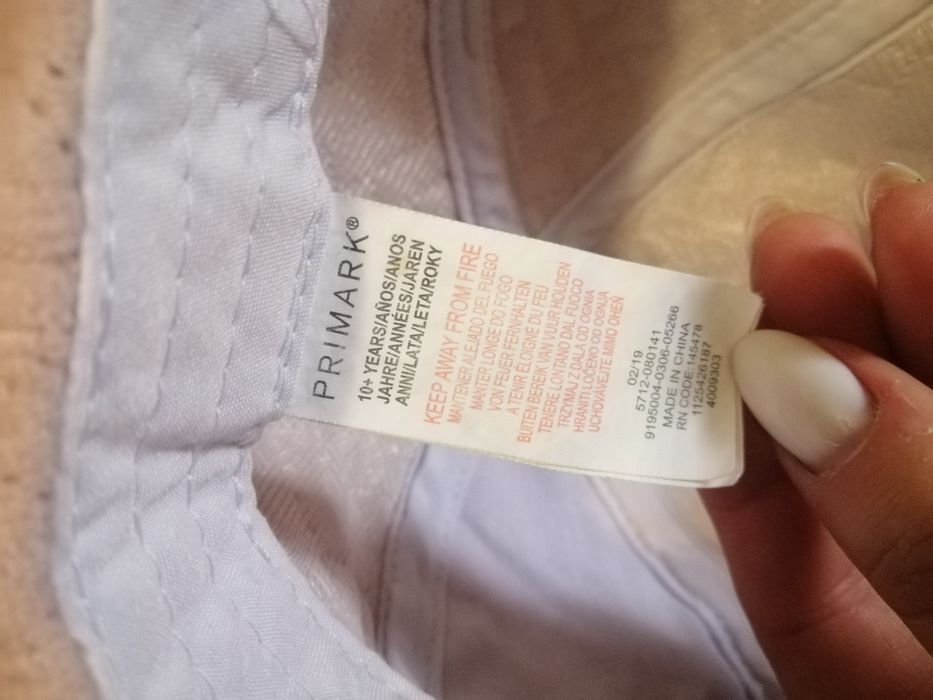 PRIMARK®
10+ YEARS/AÑOS/ANOS
JAHRE/ANNÉES/JAREN
ANNI/LATA/LETA/ROKY
KEEP AWAY FROM FIRE
MANTENER ALEJADO DEL FUEGO
MANTER LONGE DO FOGO
VON FEUER FERNHALTEN
A TENIR ELOIGNE DU FEU
BUITEN BEREIK VAN VUUR HOUDEN
TENERE LONTANO DAL FUOCO
TRZYMAĆ Z DALA OD OGNIA
HRANITI LOČENO OD OGNJA
UCHOVÁVEJTE MIMO OHEŇ
02/19
5712-080141
9195004-0306-05266
MADE IN CHINA
RN CODE:145478
1125426187
4009303